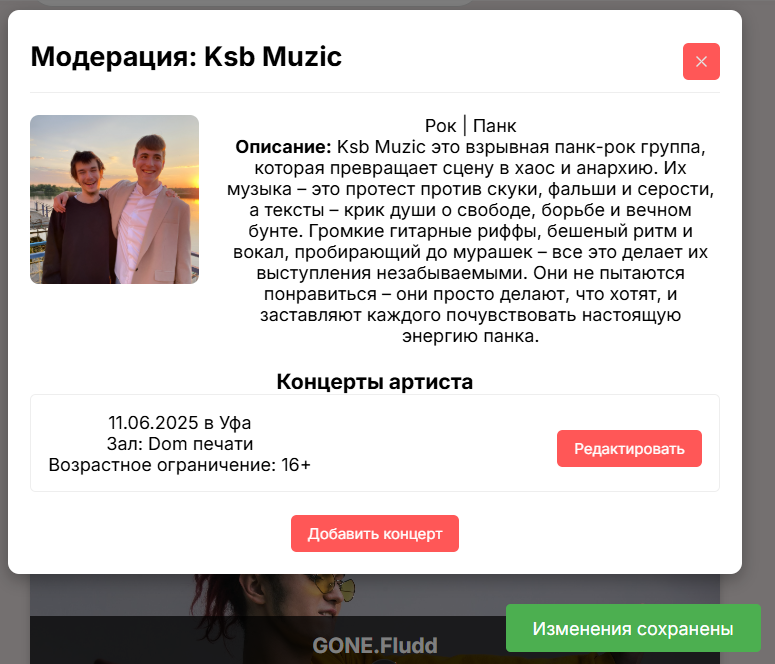 Модерация: Ksb Muzic
Рок | Панк
Описание: Ksb Muzic это взрывная панк-рок группа,
которая превращает сцену в хаос и анархию. Их
музыка – это протест против скуки, фальши и серости,
а тексты – крик души о свободе, борьбе и вечном
бунте. Громкие гитарные риффы, бешеный ритм и
вокал, пробирающий до мурашек – все это делает их
выступления незабываемыми. Они не пытаются
понравиться – они просто делают, что хотят, и
заставляют каждого почувствовать настоящую
энергию панка.
Концерты артиста
11.06.2025 в Уфа
Зал: Dom печати
Возрастное ограничение: 16+
Редактировать
Добавить концерт
Изменения сохранены
GONE.Fludd